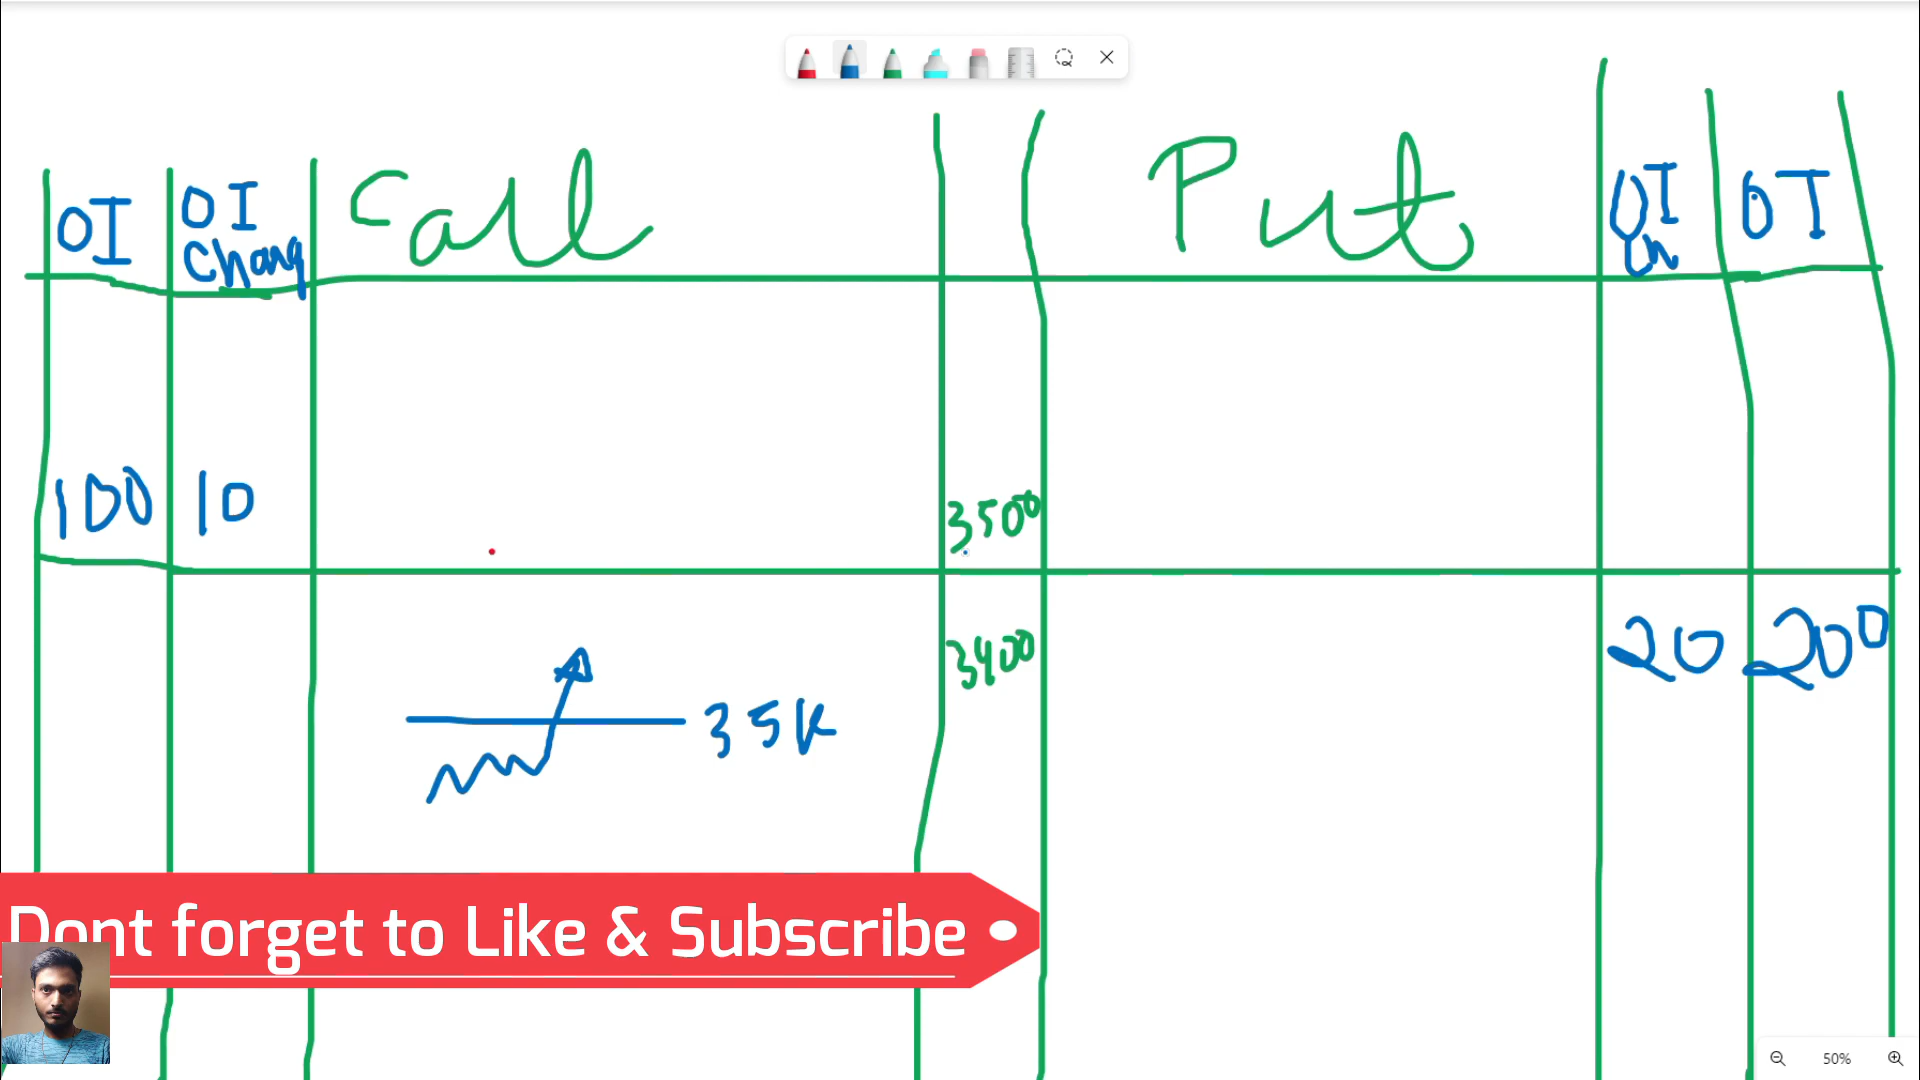 OI OI Call Put OI OI
Chang Ch
100 10 3500
3400 20 200
35K
Dont forget to Like & Subscribe
50%